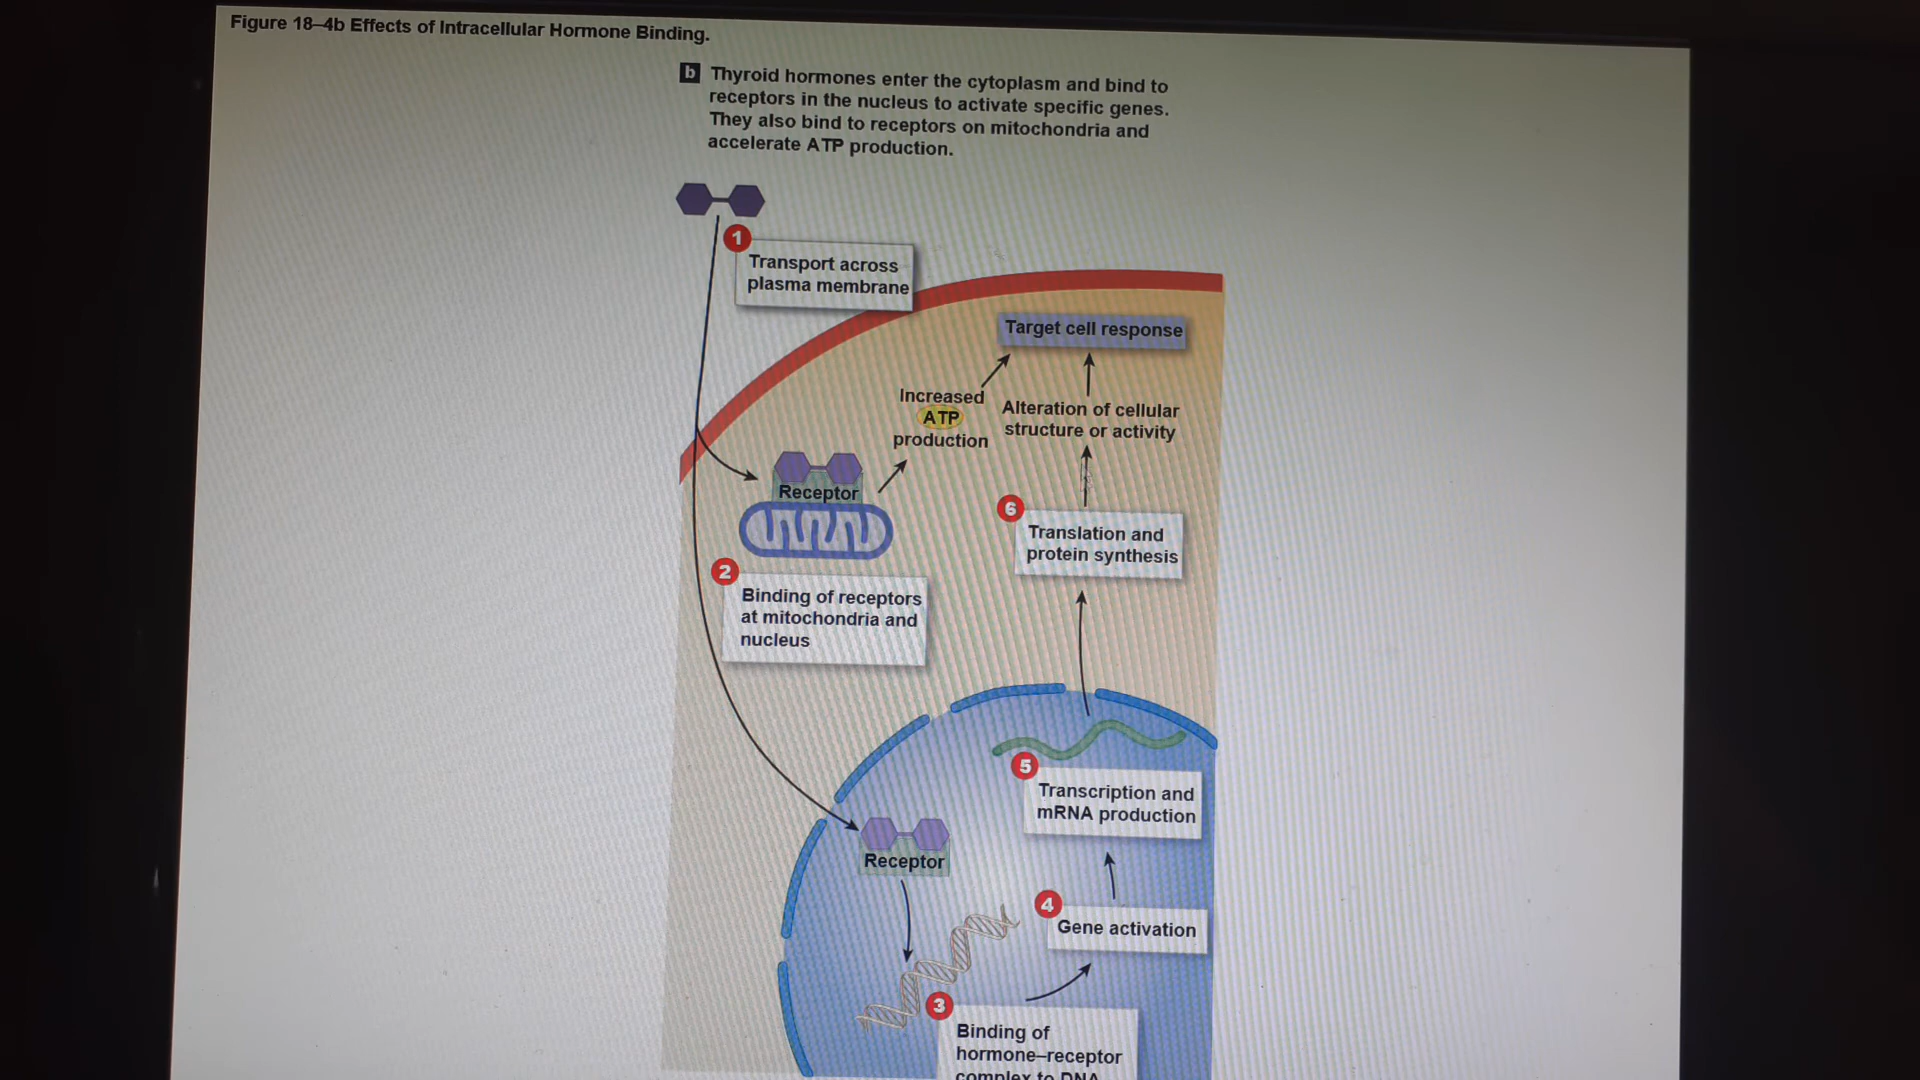 Figure 18–4b Effects of Intracellular Hormone Binding.
b Thyroid hormones enter the cytoplasm and bind to
receptors in the nucleus to activate specific genes.
They also bind to receptors on mitochondria and
accelerate ATP production.
1
Transport across
plasma membrane
Target cell response
Increased
ATP
production
Alteration of cellular
structure or activity
Receptor
6
Translation and
protein synthesis
2
Binding of receptors
at mitochondria and
nucleus
5
Transcription and
mRNA production
Receptor
4
Gene activation
3
Binding of
hormone–receptor
complex to DNA